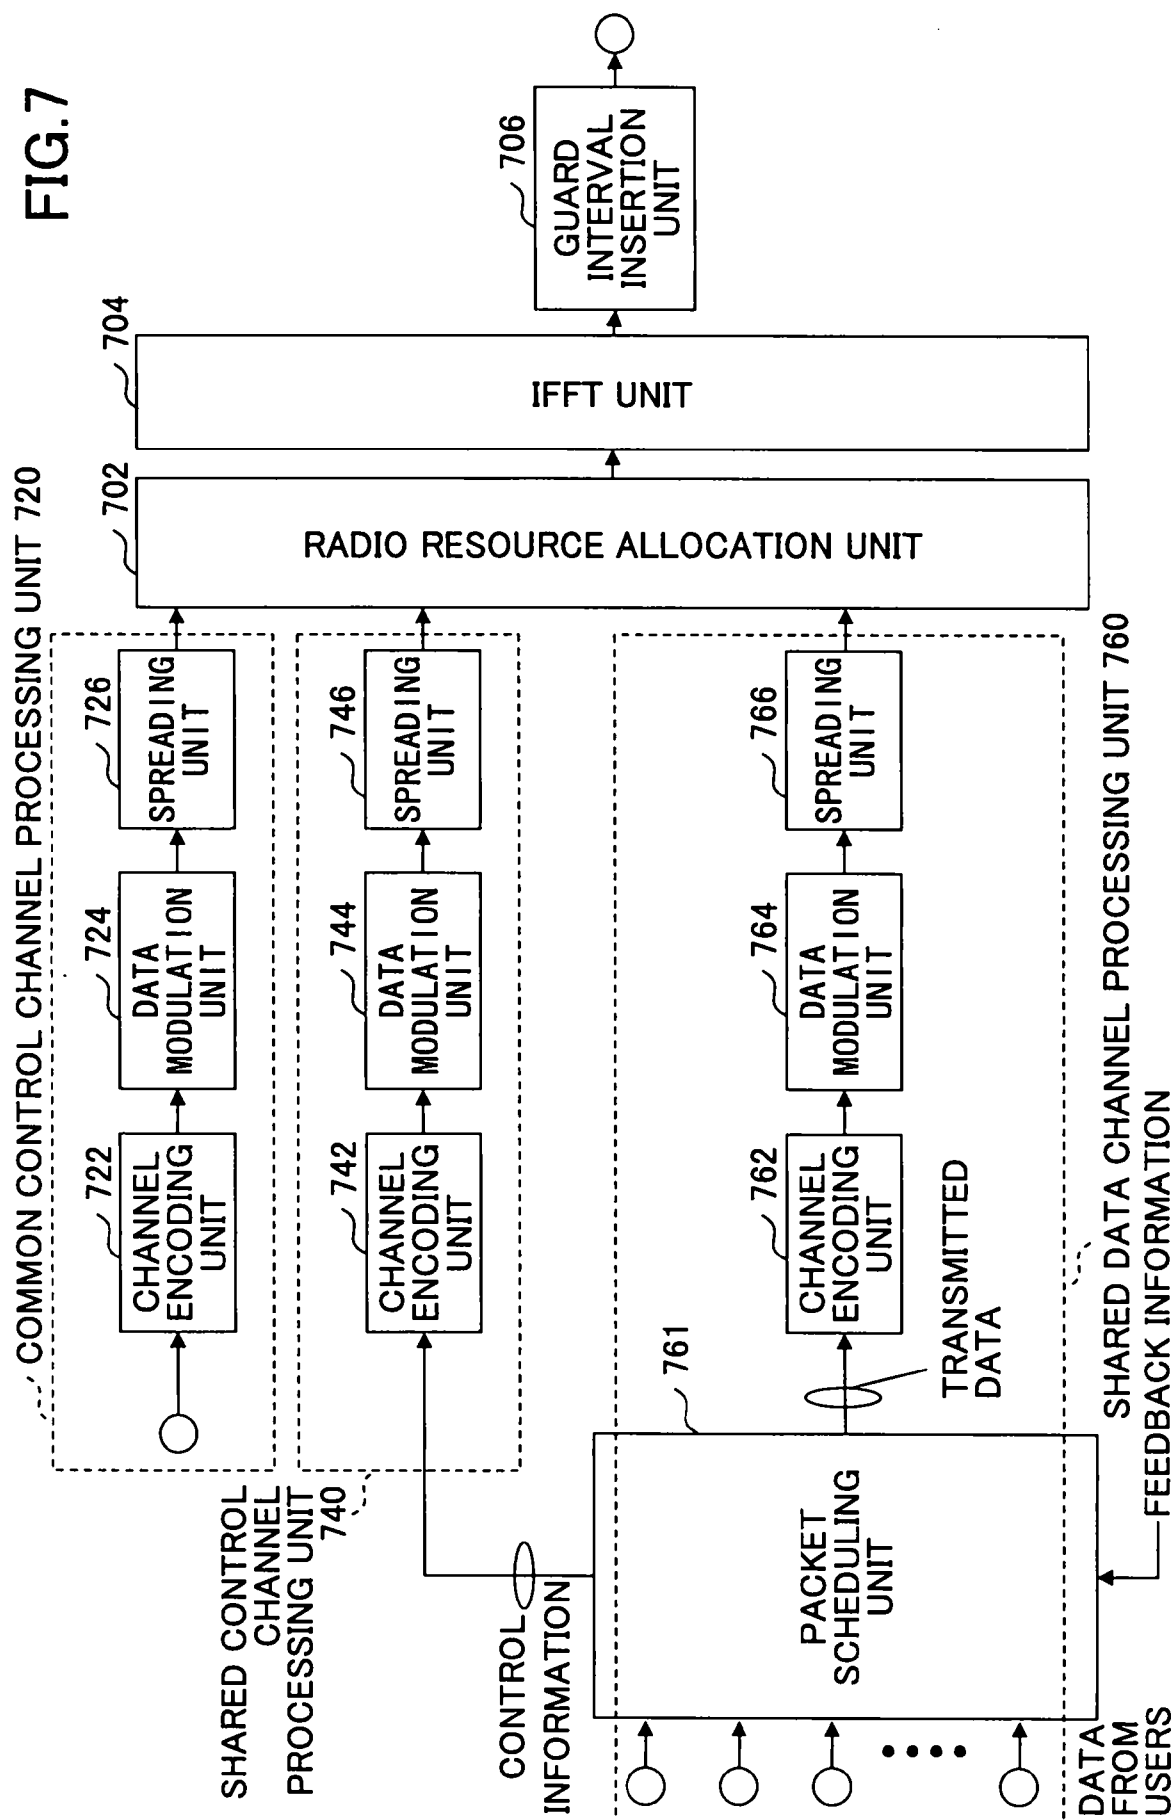 FIG.7
COMMON CONTROL CHANNEL PROCESSING UNIT 720
722
CHANNEL
ENCODING
UNIT
724
DATA
MODULATION
UNIT
726
SPREADING
UNIT
SHARED CONTROL
CHANNEL
PROCESSING UNIT
740
742
CHANNEL
ENCODING
UNIT
744
DATA
MODULATION
UNIT
746
SPREADING
UNIT
CONTROL
INFORMATION
761
PACKET
SCHEDULING
UNIT
TRANSMITTED
DATA
762
CHANNEL
ENCODING
UNIT
764
DATA
MODULATION
UNIT
766
SPREADING
UNIT
DATA
FROM
USERS
FEEDBACK INFORMATION
SHARED DATA CHANNEL PROCESSING UNIT 760
702
RADIO RESOURCE ALLOCATION UNIT
704
IFFT UNIT
706
GUARD
INTERVAL
INSERTION
UNIT